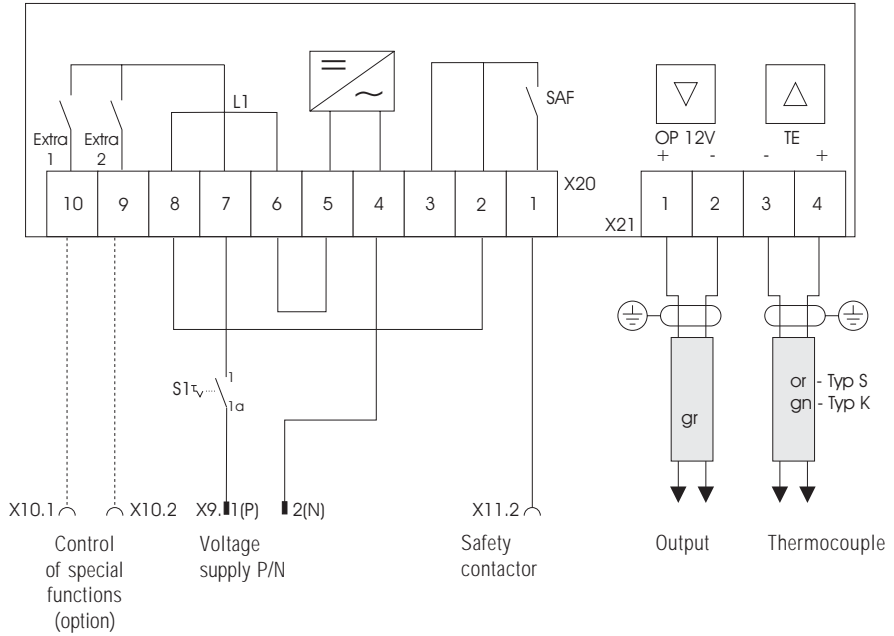 L1
SAF
Extra
1
Extra
2
OP 12V
TE
+ - - +
10 9 8 7 6 5 4 3 2 1
X20
X21
1 2 3 4
S1
1
1a
or - Typ S
gn - Typ K
gr
X10.1
X10.2
X9.
1(P)
2(N)
X11.2
Control
of special
functions
(option)
Voltage
supply P/N
Safety
contactor
Output
Thermocouple